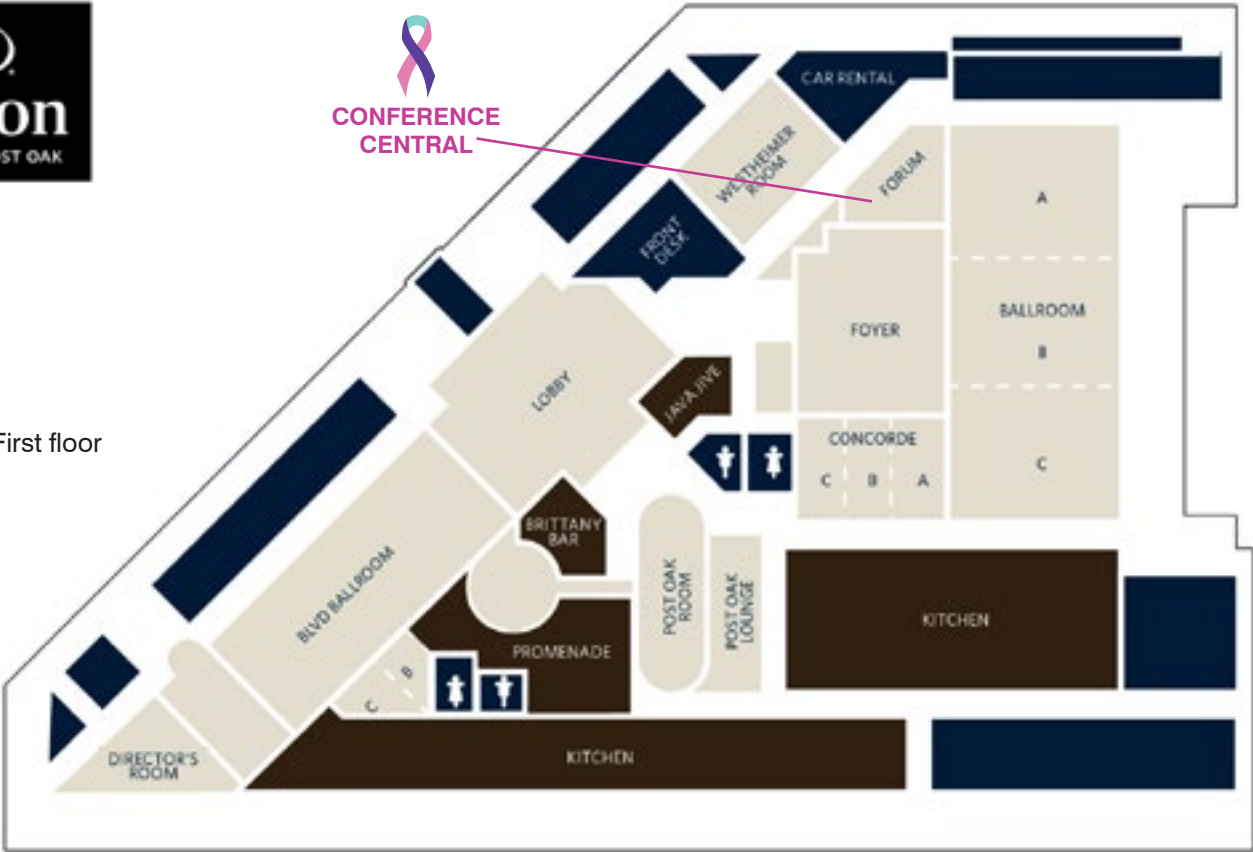 on
OST OAK
CONFERENCE
CENTRAL
CAR RENTAL
WESTHEIMER
ROOM
FORUM
A
FRONT
DESK
BALLROOM
FOYER
B
LOBBY
JAVA JIVE
First floor
CONCORDE
C B A
C
BRITTANY
BAR
BLVD BALLROOM
POST OAK
ROOM
POST OAK
LOUNGE
KITCHEN
PROMENADE
B
C
DIRECTOR'S
ROOM
KITCHEN